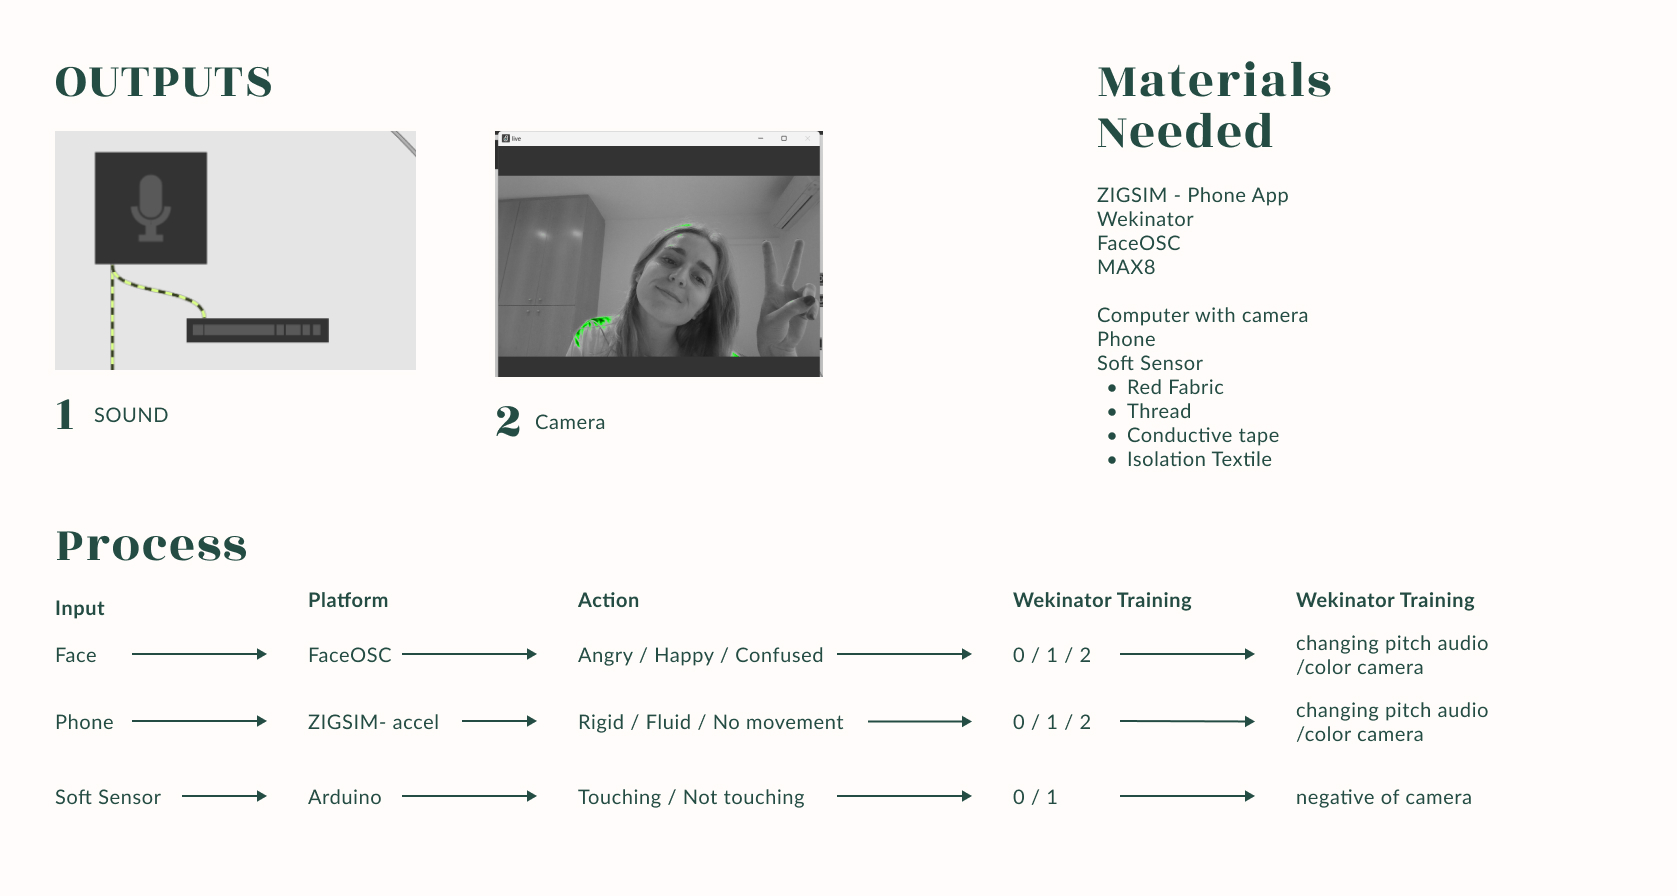 OUTPUTS
live
1 SOUND
2 Camera
Materials
Needed
ZIGSIM - Phone App
Wekinator
FaceOSC
MAX8
Computer with camera
Phone
Soft Sensor
• Red Fabric
• Thread
• Conductive tape
• Isolation Textile
Process
Input
Platform
Action
Wekinator Training
Wekinator Training
Face
FaceOSC
Angry / Happy / Confused
0 / 1 / 2
changing pitch audio
/color camera
Phone
ZIGSIM- accel
Rigid / Fluid / No movement
0 / 1 / 2
changing pitch audio
/color camera
Soft Sensor
Arduino
Touching / Not touching
0 / 1
negative of camera